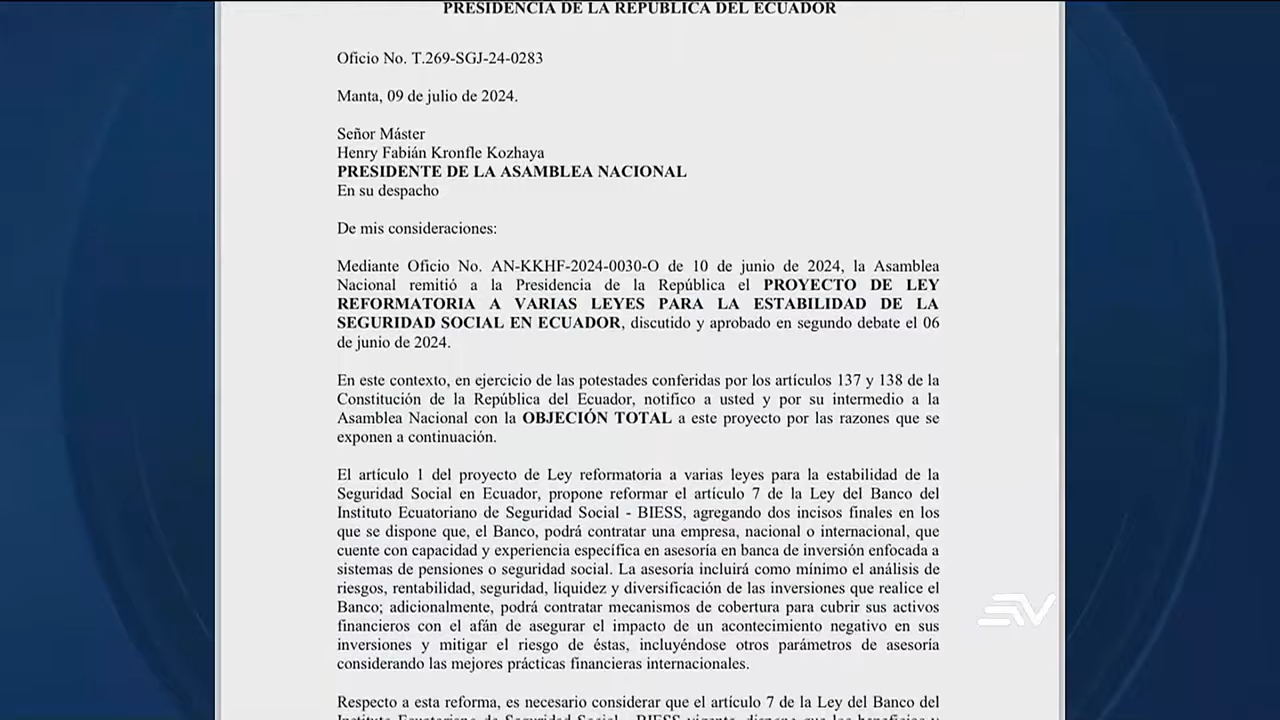 PRESIDENCIA DE LA REPÚBLICA DEL ECUADOR
Oficio No. T.269-SGJ-24-0283
Manta, 09 de julio de 2024.
Señor Máster
Henry Fabián Kronfle Kozhaya
PRESIDENTE DE LA ASAMBLEA NACIONAL
En su despacho
De mis consideraciones:
Mediante Oficio No. AN-KKHF-2024-0030-O de 10 de junio de 2024, la Asamblea
Nacional remitió a la Presidencia de la República el PROYECTO DE LEY
REFORMATORIA A VARIAS LEYES PARA LA ESTABILIDAD DE LA
SEGURIDAD SOCIAL EN ECUADOR, discutido y aprobado en segundo debate el 06
de junio de 2024.
En este contexto, en ejercicio de las potestades conferidas por los artículos 137 y 138 de la
Constitución de la República del Ecuador, notifico a usted y por su intermedio a la
Asamblea Nacional con la OBJECIÓN TOTAL a este proyecto por las razones que se
exponen a continuación.
El artículo 1 del proyecto de Ley reformatoria a varias leyes para la estabilidad de la
Seguridad Social en Ecuador, propone reformar el artículo 7 de la Ley del Banco del
Instituto Ecuatoriano de Seguridad Social - BIESS, agregando dos incisos finales en los
que se dispone que, el Banco, podrá contratar una empresa, nacional o internacional, que
cuente con capacidad y experiencia específica en asesoría en banca de inversión enfocada a
sistemas de pensiones o seguridad social. La asesoría incluirá como mínimo el análisis de
riesgos, rentabilidad, seguridad, liquidez y diversificación de las inversiones que realice el
Banco; adicionalmente, podrá contratar mecanismos de cobertura para cubrir sus activos
financieros con el afán de asegurar el impacto de un acontecimiento negativo en sus
inversiones y mitigar el riesgo de éstas, incluyéndose otros parámetros de asesoría
considerando las mejores prácticas financieras internacionales.
Respecto a esta reforma, es necesario considerar que el artículo 7 de la Ley del Banco del
Instituto Ecuatoriano de Seguridad Social - BIESS vigente, dispone que los beneficios y